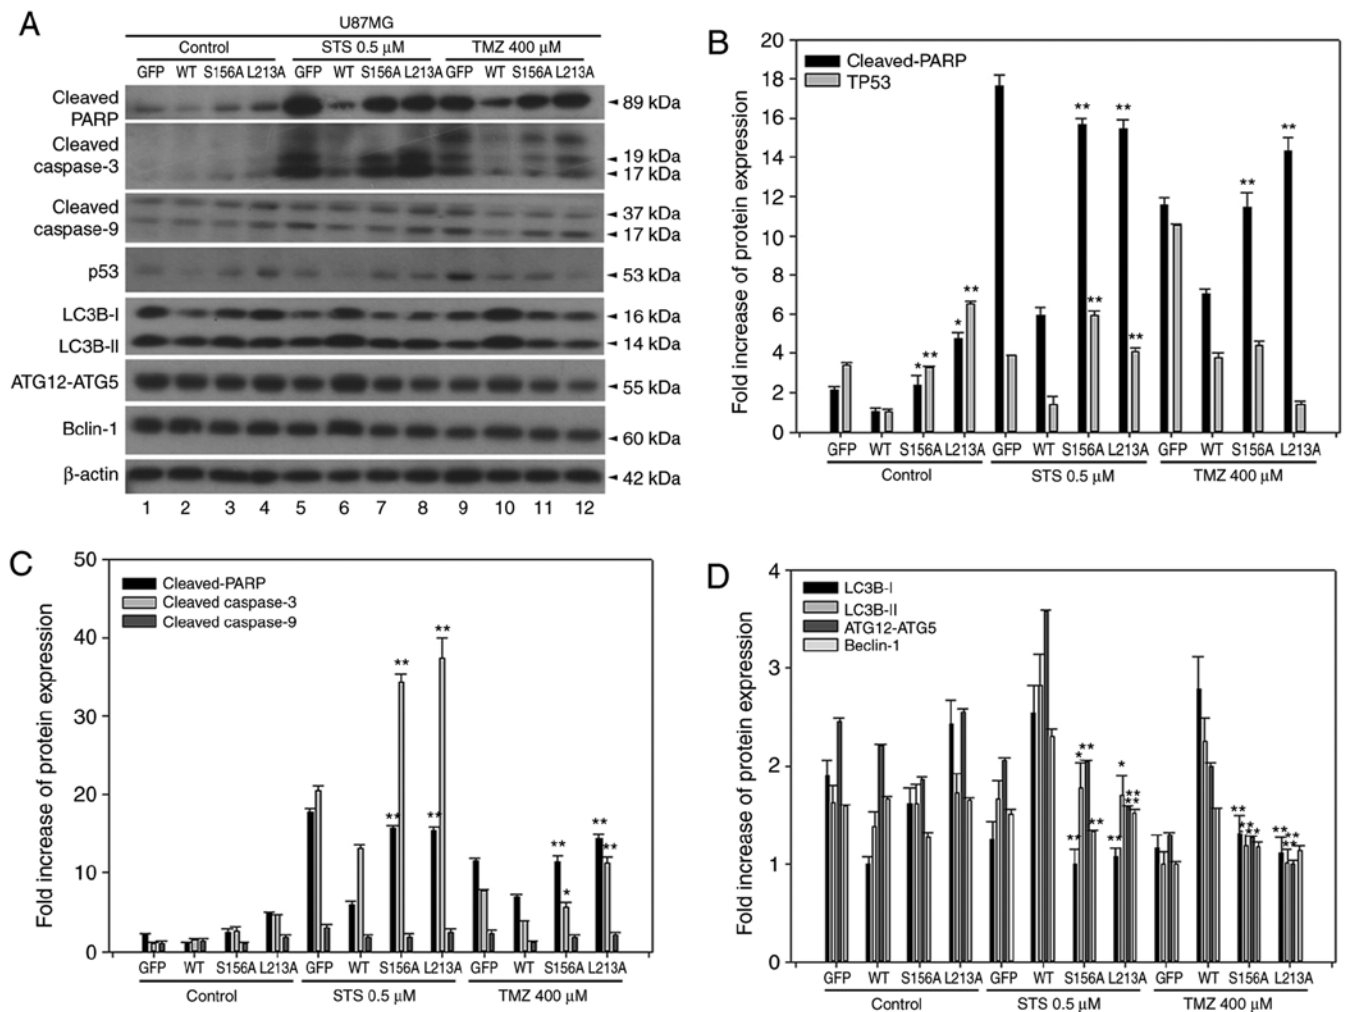 A
U87MG
Control STS 0.5 μM TMZ 400 μM
GFP WT S156A L213A GFP WT S156A L213A GFP WT S156A L213A
Cleaved
PARP
89 kDa
Cleaved
caspase-3
19 kDa
17 kDa
Cleaved
caspase-9
37 kDa
17 kDa
p53
53 kDa
LC3B-I
16 kDa
LC3B-II
14 kDa
ATG12-ATG5
55 kDa
Bclin-1
60 kDa
β-actin
42 kDa
1 2 3 4 5 6 7 8 9 10 11 12
B
Fold increase of protein expression
20
18
16
14
12
10
8
6
4
2
0
Cleaved-PARP
TP53
* ** * ** ** ** ** ** ** **
GFP WT S156A L213A GFP WT S156A L213A GFP WT S156A L213A
Control STS 0.5 μM TMZ 400 μM
C
Fold increase of protein expression
50
40
30
20
10
0
Cleaved-PARP
Cleaved caspase-3
Cleaved caspase-9
** ** ** ** ** * ** **
GFP WT S156A L213A GFP WT S156A L213A GFP WT S156A L213A
Control STS 0.5 μM TMZ 400 μM
D
Fold increase of protein expression
4
3
2
1
0
LC3B-I
LC3B-II
ATG12-ATG5
Beclin-1
** * ** ** ** * ** ** ** ** ** ** ** ** **
GFP WT S156A L213A GFP WT S156A L213A GFP WT S156A L213A
Control STS 0.5 μM TMZ 400 μM